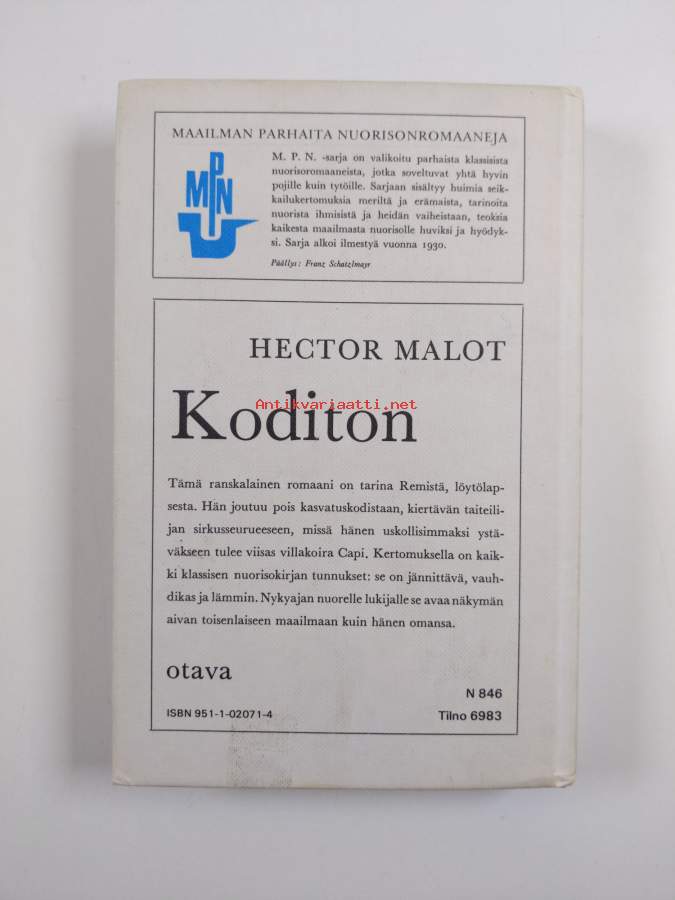 MAAILMAN PARHAITA NUORISONROMAANEJA
MPN
M. P. N. -sarja on valikoitu parhaista klassisista
nuorisoromaaneista, jotka soveltuvat yhtä hyvin
pojille kuin tytöille. Sarjaan sisältyy huimia seik-
kailukertomuksia meriltä ja erämaista, tarinoita
nuorista ihmisistä ja heidän vaiheistaan, teoksia
kaikesta maailmasta nuorisolle huviksi ja hyödyk-
si. Sarja alkoi ilmestyä vuonna 1930.
Päällys: Franz Schatzlmayr
HECTOR MALOT
Antikvariaatti.net
Koditon
Tämä ranskalainen romaani on tarina Remistä, löytölap-
sesta. Hän joutuu pois kasvatuskodistaan, kiertävän taiteili-
jan sirkusseurueeseen, missä hänen uskollisimmaksi ystä-
väkseen tulee viisas villakoira Capi. Kertomuksella on kaik-
ki klassisen nuorisokirjan tunnukset: se on jännittävä, vauh-
dikas ja lämmin. Nykyajan nuorelle lukijalle se avaa näkymän
aivan toisenlaiseen maailmaan kuin hänen omansa.
otava
N 846
ISBN 951-1-02071-4
Tilno 6983